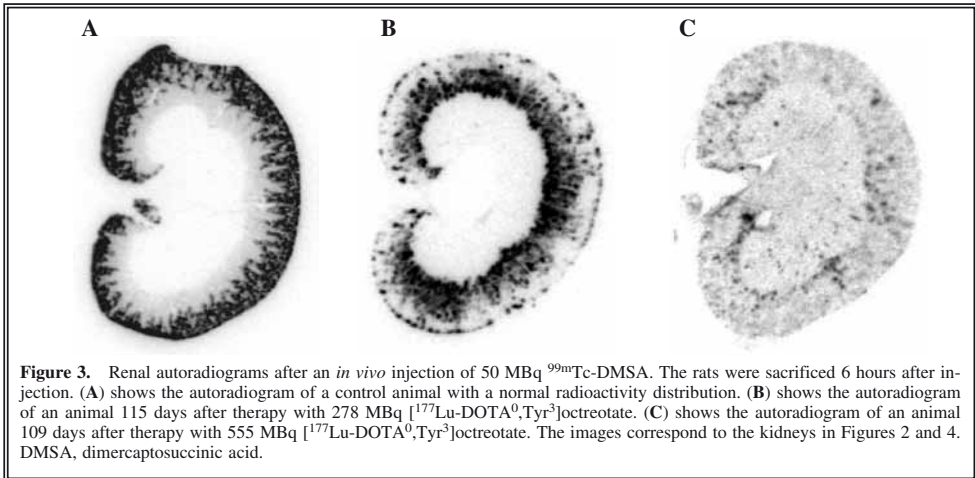 A B C
Figure 3. Renal autoradiograms after an in vivo injection of 50 MBq 99mTc-DMSA. The rats were sacrificed 6 hours after in-
jection. (A) shows the autoradiogram of a control animal with a normal radioactivity distribution. (B) shows the autoradiogram
of an animal 115 days after therapy with 278 MBq [177Lu-DOTA0,Tyr3]octreotate. (C) shows the autoradiogram of an animal
109 days after therapy with 555 MBq [177Lu-DOTA0,Tyr3]octreotate. The images correspond to the kidneys in Figures 2 and 4.
DMSA, dimercaptosuccinic acid.